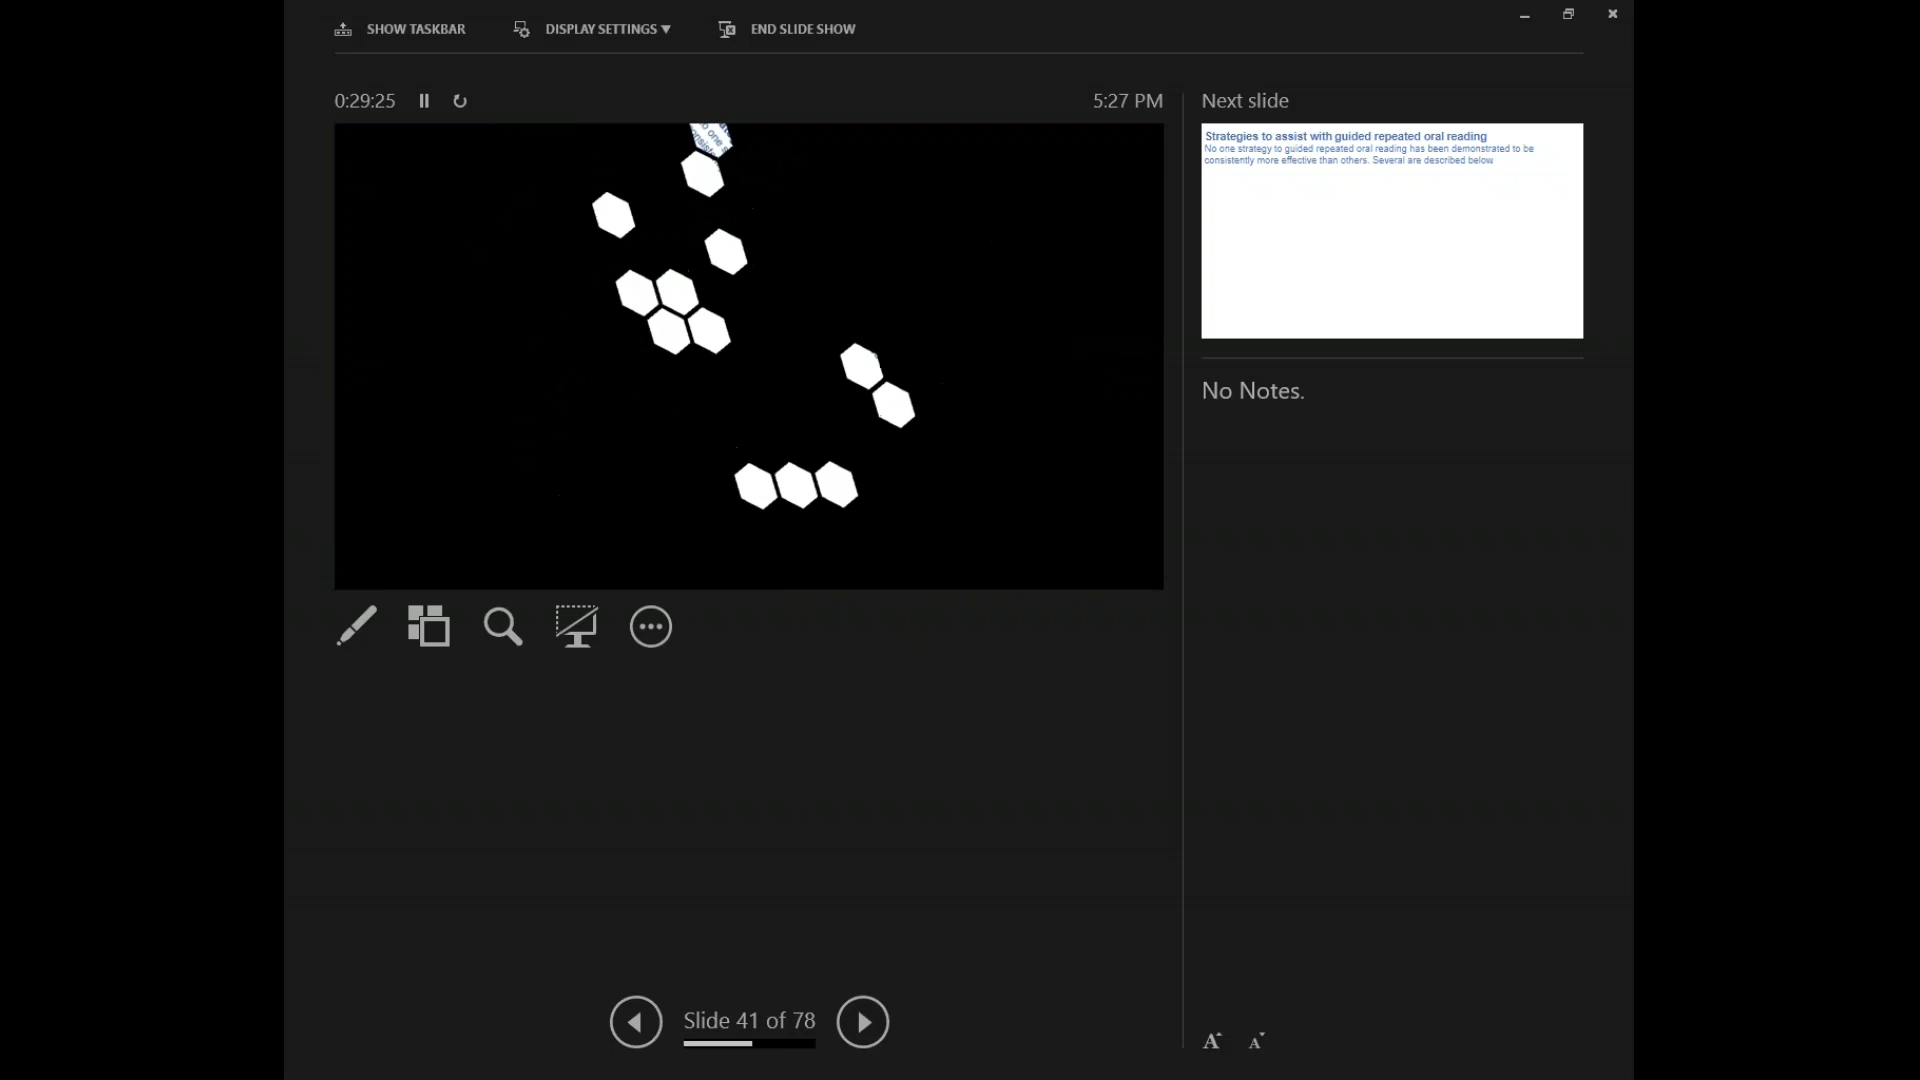 SHOW TASKBAR
DISPLAY SETTINGS ▼
END SLIDE SHOW
0:29:25
5:27 PM
Next slide
Strategies to assist with guided repeated oral reading
No one strategy to guided repeated oral reading has been demonstrated to be
consistently more effective than others. Several are described below
No Notes.
Slide 41 of 78
A A